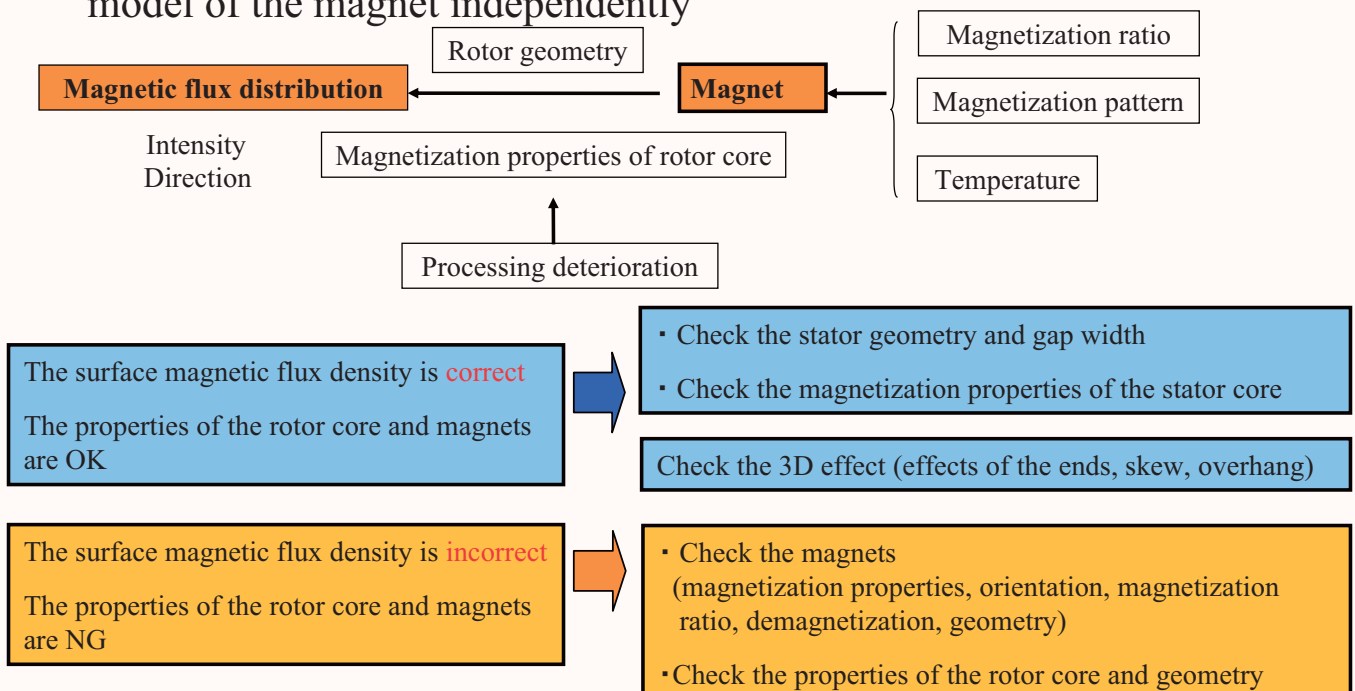 model of the magnet independently
Rotor geometry
Magnetization ratio
Magnetic flux distribution
Magnet
Magnetization pattern
Intensity
Direction
Magnetization properties of rotor core
Temperature
Processing deterioration
The surface magnetic flux density is correct
The properties of the rotor core and magnets
are OK
・Check the stator geometry and gap width
・Check the magnetization properties of the stator core
Check the 3D effect (effects of the ends, skew, overhang)
The surface magnetic flux density is incorrect
The properties of the rotor core and magnets
are NG
・Check the magnets
(magnetization properties, orientation, magnetization
ratio, demagnetization, geometry)
・Check the properties of the rotor core and geometry